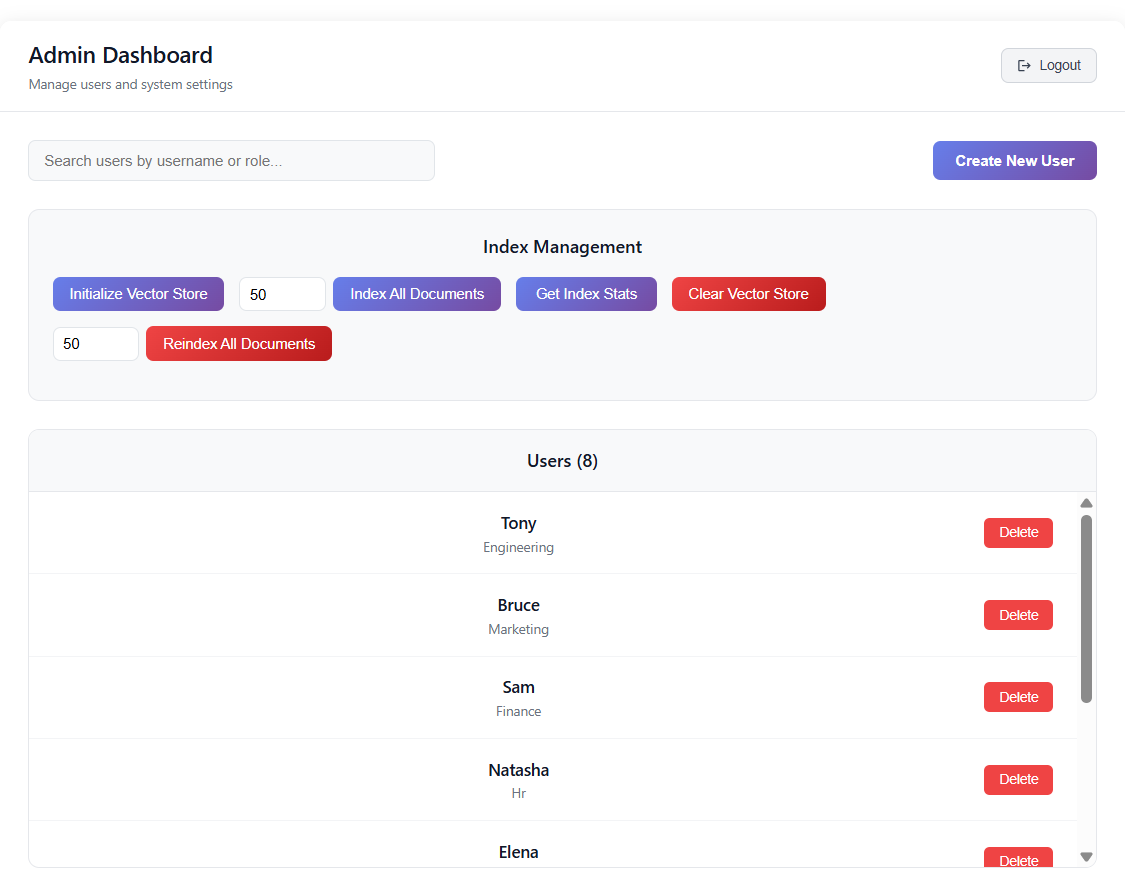 Admin Dashboard
Manage users and system settings
Logout
Search users by username or role...
Create New User
Index Management
Initialize Vector Store
50
Index All Documents
Get Index Stats
Clear Vector Store
50
Reindex All Documents
Users (8)
Tony
Engineering
Delete
Bruce
Marketing
Delete
Sam
Finance
Delete
Natasha
Hr
Delete
Elena
Delete